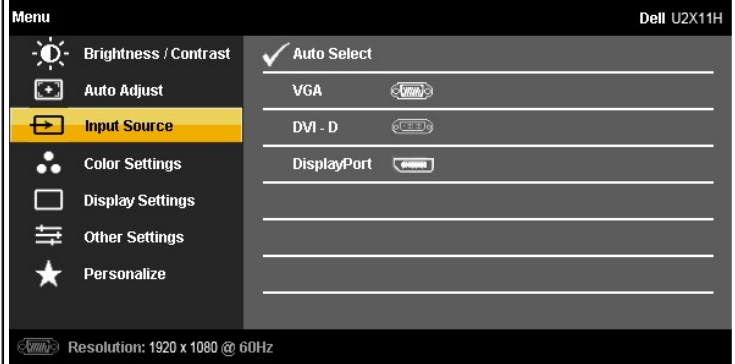 Menu Dell U2X11H
Brightness / Contrast Auto Select
Auto Adjust VGA
Input Source DVI - D
Color Settings DisplayPort
Display Settings
Other Settings
Personalize
Resolution: 1920 x 1080 @ 60Hz